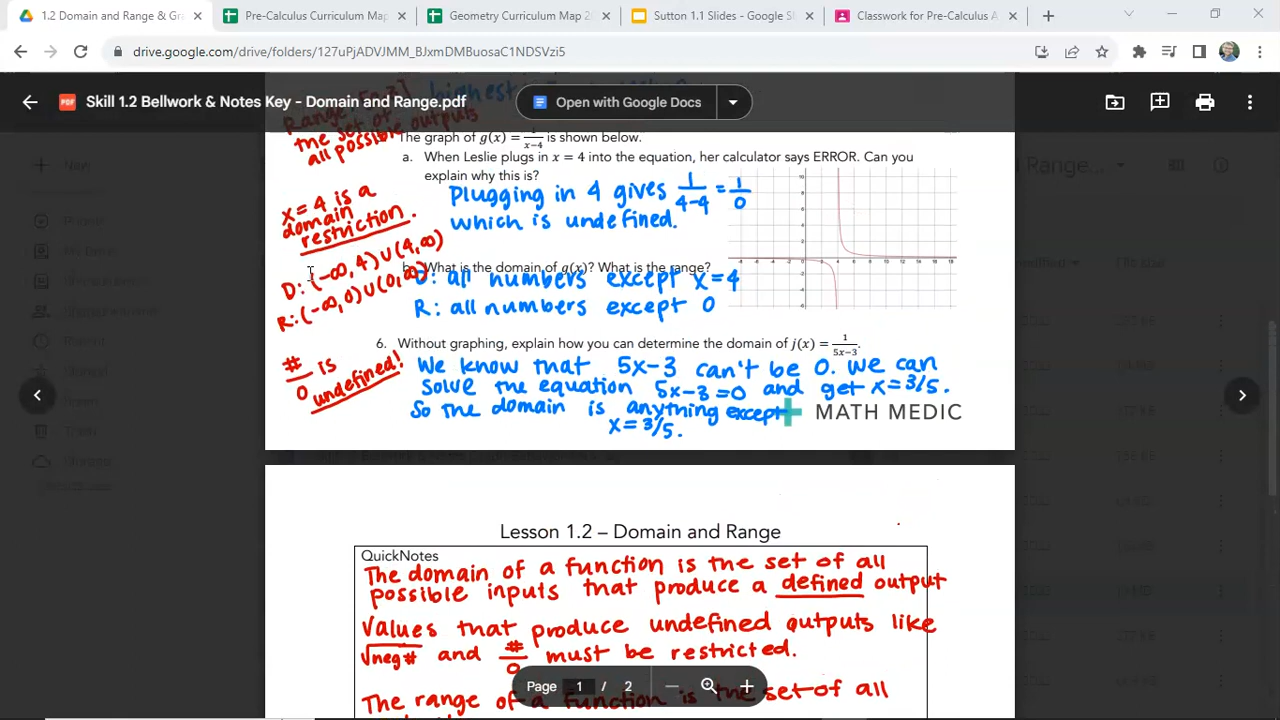 1.2 Domain & Range & Gr
Pre-Calculus Curriculum Map
Geometry Curriculum Map 2
Sutton 1.1 Slides - Google S
Classwork for Pre-Calculus A
drive.google.com/drive/folders/127uPjADVJMM_BJxmDMBuosaC1NDSVzi5
Skill 1.2 Bellwork & Notes Key - Domain and Range.pdf
Open with Google Docs
the set of
all possible outputs
The graph of g(x) = 1/(x-4) is shown below.
a. When Leslie plugs in x = 4 into the equation, her calculator says ERROR. Can you
explain why this is?
Plugging in 4 gives 1/(4-4) = 1/0
which is undefined.
x=4 is a
domain
restriction.
b. What is the domain of g(x)? What is the range?
D: (-∞, 4) ∪ (4, ∞)
R: (-∞, 0) ∪ (0, ∞)
D: all numbers except x=4
R: all numbers except 0
6. Without graphing, explain how you can determine the domain of j(x) = 1/(5x-3).
#/0 is
undefined!
We know that 5x-3 can't be 0. We can
solve the equation 5x-3=0 and get x=3/5.
So the domain is anything except
x=3/5.
MATH MEDIC
Lesson 1.2 – Domain and Range
QuickNotes
The domain of a function is the set of all
possible inputs that produce a defined output
Values that produce undefined outputs like
√neg# and #/0 must be restricted.
The range of a function is the set of all
Page 1 / 2